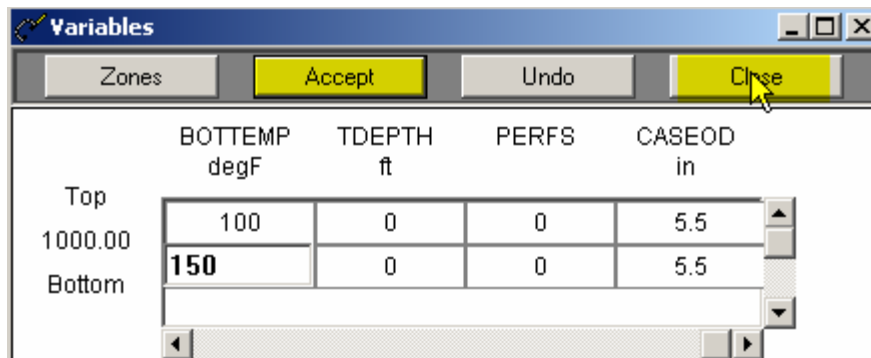 Variables
Zones Accept Undo Close
BOTTEMP TDEPTH PERFS CASEOD
degF ft in
Top
100 0 0 5.5
1000.00
150 0 0 5.5
Bottom